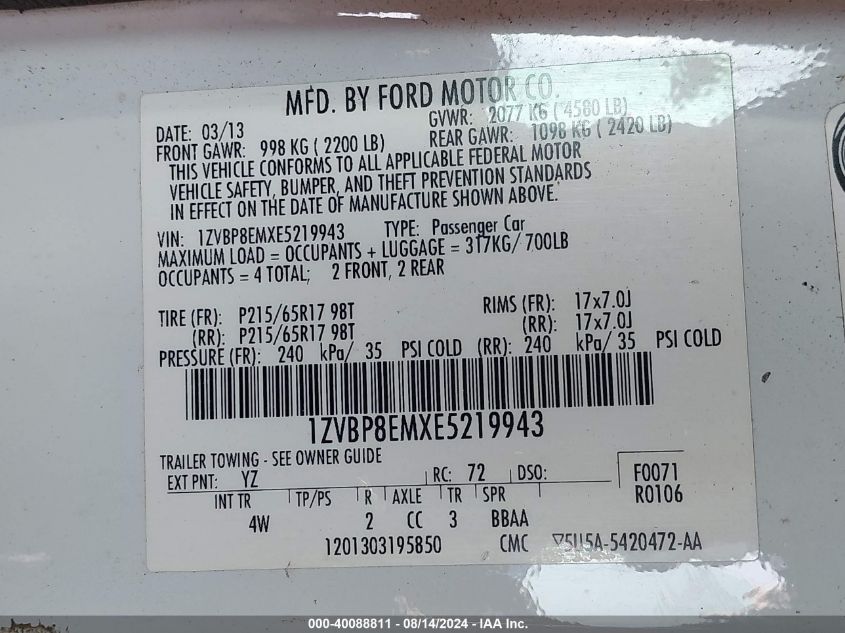 MFD. BY FORD MOTOR CO.
DATE: 03/13 GVWR: 2077 KG ( 4580 LB)
FRONT GAWR: 998 KG ( 2200 LB) REAR GAWR: 1098 KG ( 2420 LB)
THIS VEHICLE CONFORMS TO ALL APPLICABLE FEDERAL MOTOR
VEHICLE SAFETY, BUMPER, AND THEFT PREVENTION STANDARDS
IN EFFECT ON THE DATE OF MANUFACTURE SHOWN ABOVE.
VIN: 1ZVBP8EMXE5219943 TYPE: Passenger Car
MAXIMUM LOAD = OCCUPANTS + LUGGAGE = 317KG/ 700LB
OCCUPANTS = 4 TOTAL; 2 FRONT, 2 REAR
TIRE (FR): P215/65R17 98T RIMS (FR): 17x7.0J
(RR): P215/65R17 98T (RR): 17x7.0J
PRESSURE (FR): 240 kPa/ 35 PSI COLD (RR): 240 kPa/ 35 PSI COLD
1ZVBP8EMXE5219943
TRAILER TOWING - SEE OWNER GUIDE
EXT PNT: YZ RC: 72 DSO: F0071
INT TR TP/PS R AXLE TR SPR R0106
4W 2 CC 3 BBAA
1201303195850 CMC 5U5A-5420472-AA
000-40088811 - 08/14/2024 - IAA Inc.